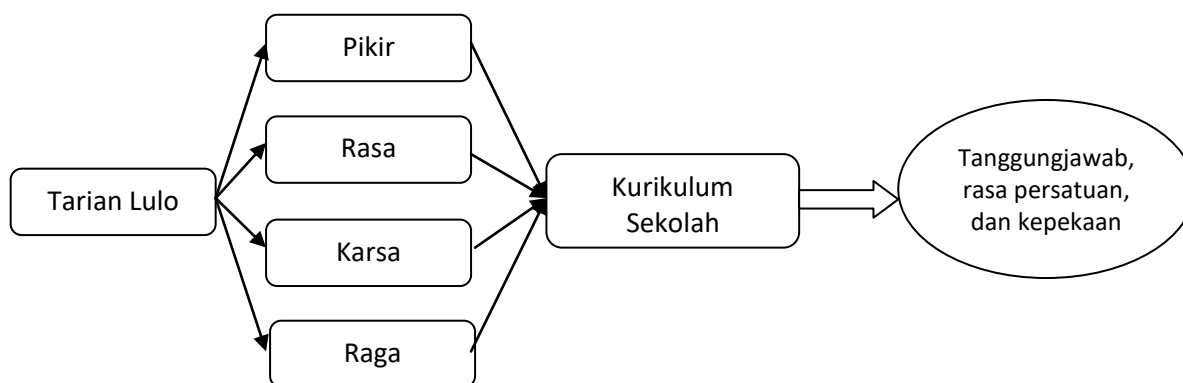 Tarian Lulo
Pikir
Rasa
Karsa
Raga
Kurikulum
Sekolah
Tanggungjawab,
rasa persatuan,
dan kepekaan